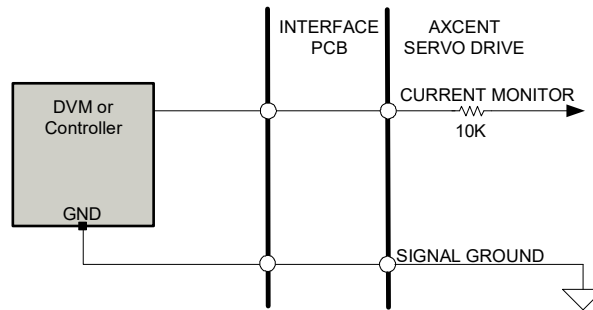 INTERFACE
PCB
AXCENT
SERVO DRIVE
DVM or
Controller
CURRENT MONITOR
10K
GND
SIGNAL GROUND